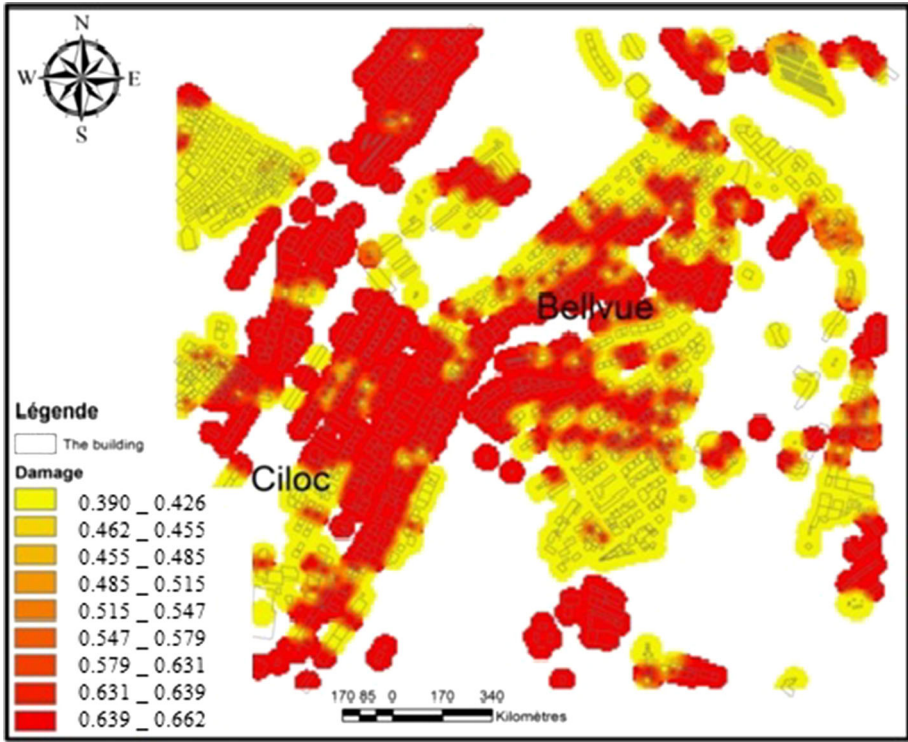 N
W E
S
Bellvue
Ciloc
Légende
The building
Damage
0.390 _ 0.426
0.462 _ 0.455
0.455 _ 0.485
0.485 _ 0.515
0.515 _ 0.547
0.547 _ 0.579
0.579 _ 0.631
0.631 _ 0.639
0.639 _ 0.662
170 85 0 170 340
Kilomètres